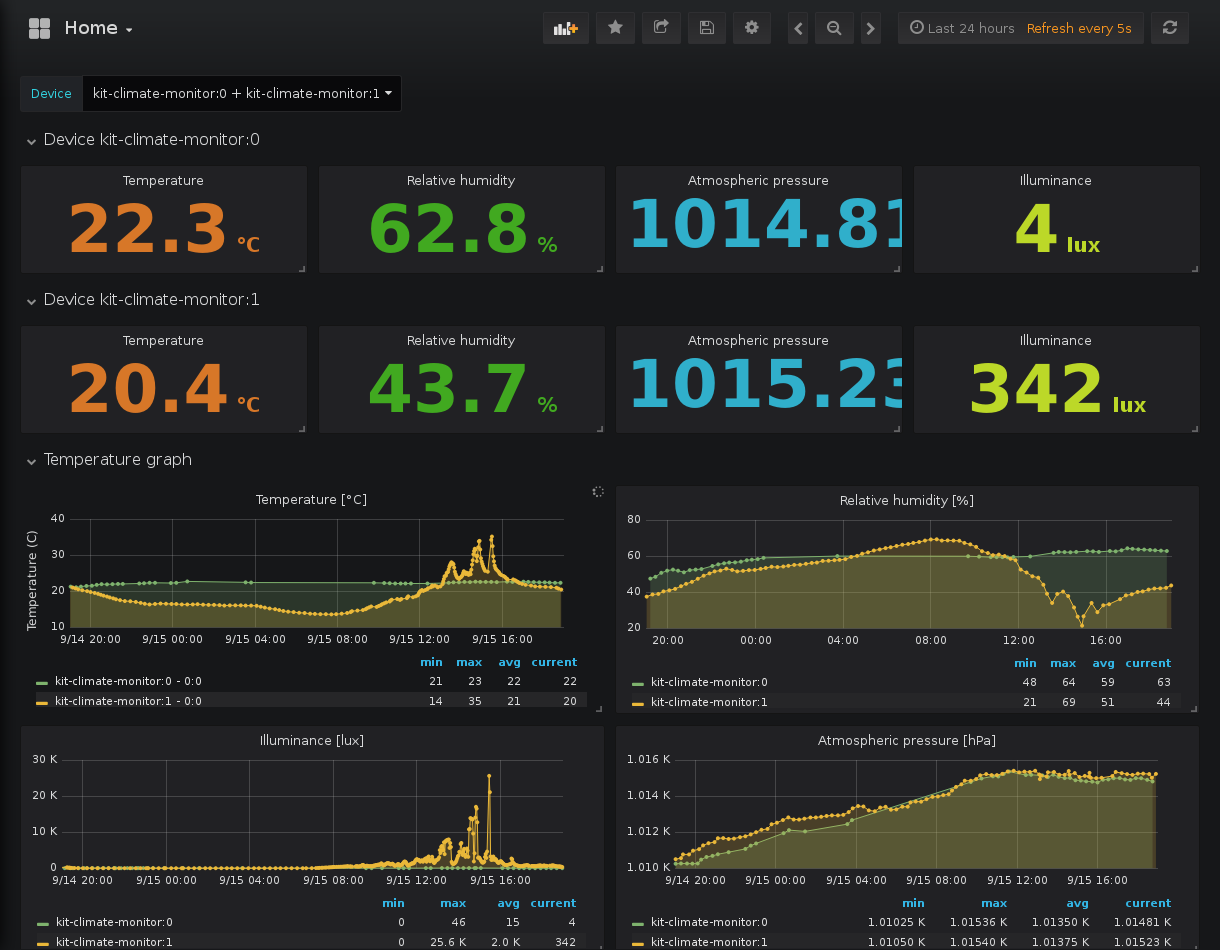 Home
Last 24 hours Refresh every 5s
Device kit-climate-monitor:0 + kit-climate-monitor:1
Device kit-climate-monitor:0
Temperature Relative humidity Atmospheric pressure Illuminance
22.3 °C 62.8 % 1014.81 4 lux
Device kit-climate-monitor:1
Temperature Relative humidity Atmospheric pressure Illuminance
20.4 °C 43.7 % 1015.23 342 lux
Temperature graph
Temperature [°C]
Temperature (C)
40
30
20
10
9/14 20:00 9/15 00:00 9/15 04:00 9/15 08:00 9/15 12:00 9/15 16:00
min max avg current
kit-climate-monitor:0 - 0:0 21 23 22 22
kit-climate-monitor:1 - 0:0 14 35 21 20
Relative humidity [%]
80
60
40
20
20:00 00:00 04:00 08:00 12:00 16:00
min max avg current
kit-climate-monitor:0 48 64 59 63
kit-climate-monitor:1 21 69 51 44
Illuminance [lux]
30 K
20 K
10 K
0
9/14 20:00 9/15 00:00 9/15 04:00 9/15 08:00 9/15 12:00 9/15 16:00
min max avg current
kit-climate-monitor:0 0 46 15 4
kit-climate-monitor:1 0 25.6 K 2.0 K 342
Atmospheric pressure [hPa]
1.016 K
1.014 K
1.012 K
1.010 K
9/14 20:00 9/15 00:00 9/15 04:00 9/15 08:00 9/15 12:00 9/15 16:00
min max avg current
kit-climate-monitor:0 1.01025 K 1.01536 K 1.01350 K 1.01481 K
kit-climate-monitor:1 1.01050 K 1.01540 K 1.01375 K 1.01523 K